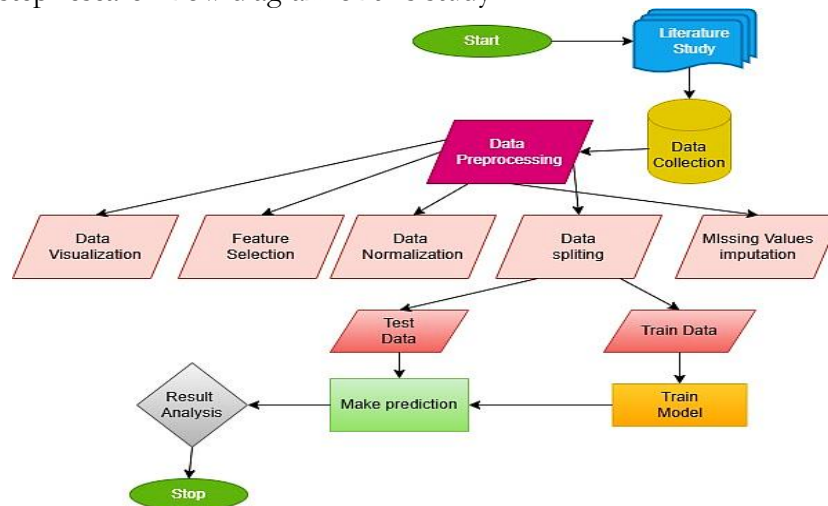 Start
Literature
Study
Data
Collection
Data
Preprocessing
Data
Visualization
Feature
Selection
Data
Normalization
Data
spliting
MIssing Values
imputation
Test
Data
Train Data
Result
Analysis
Make prediction
Train
Model
Stop